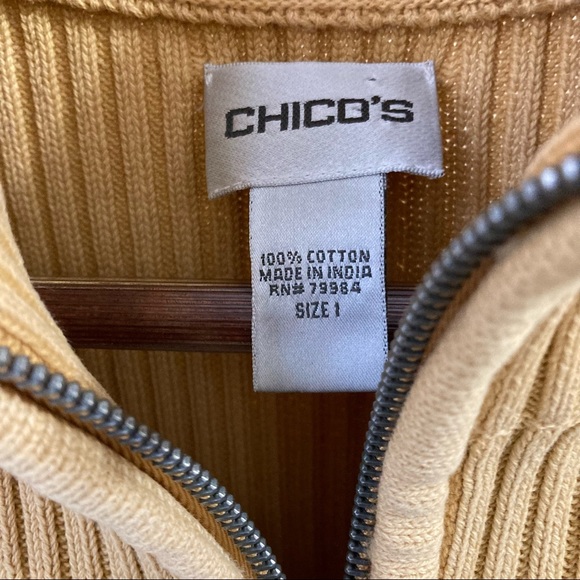 CHICO'S
100% COTTON
MADE IN INDIA
RN# 79984
SIZE 1